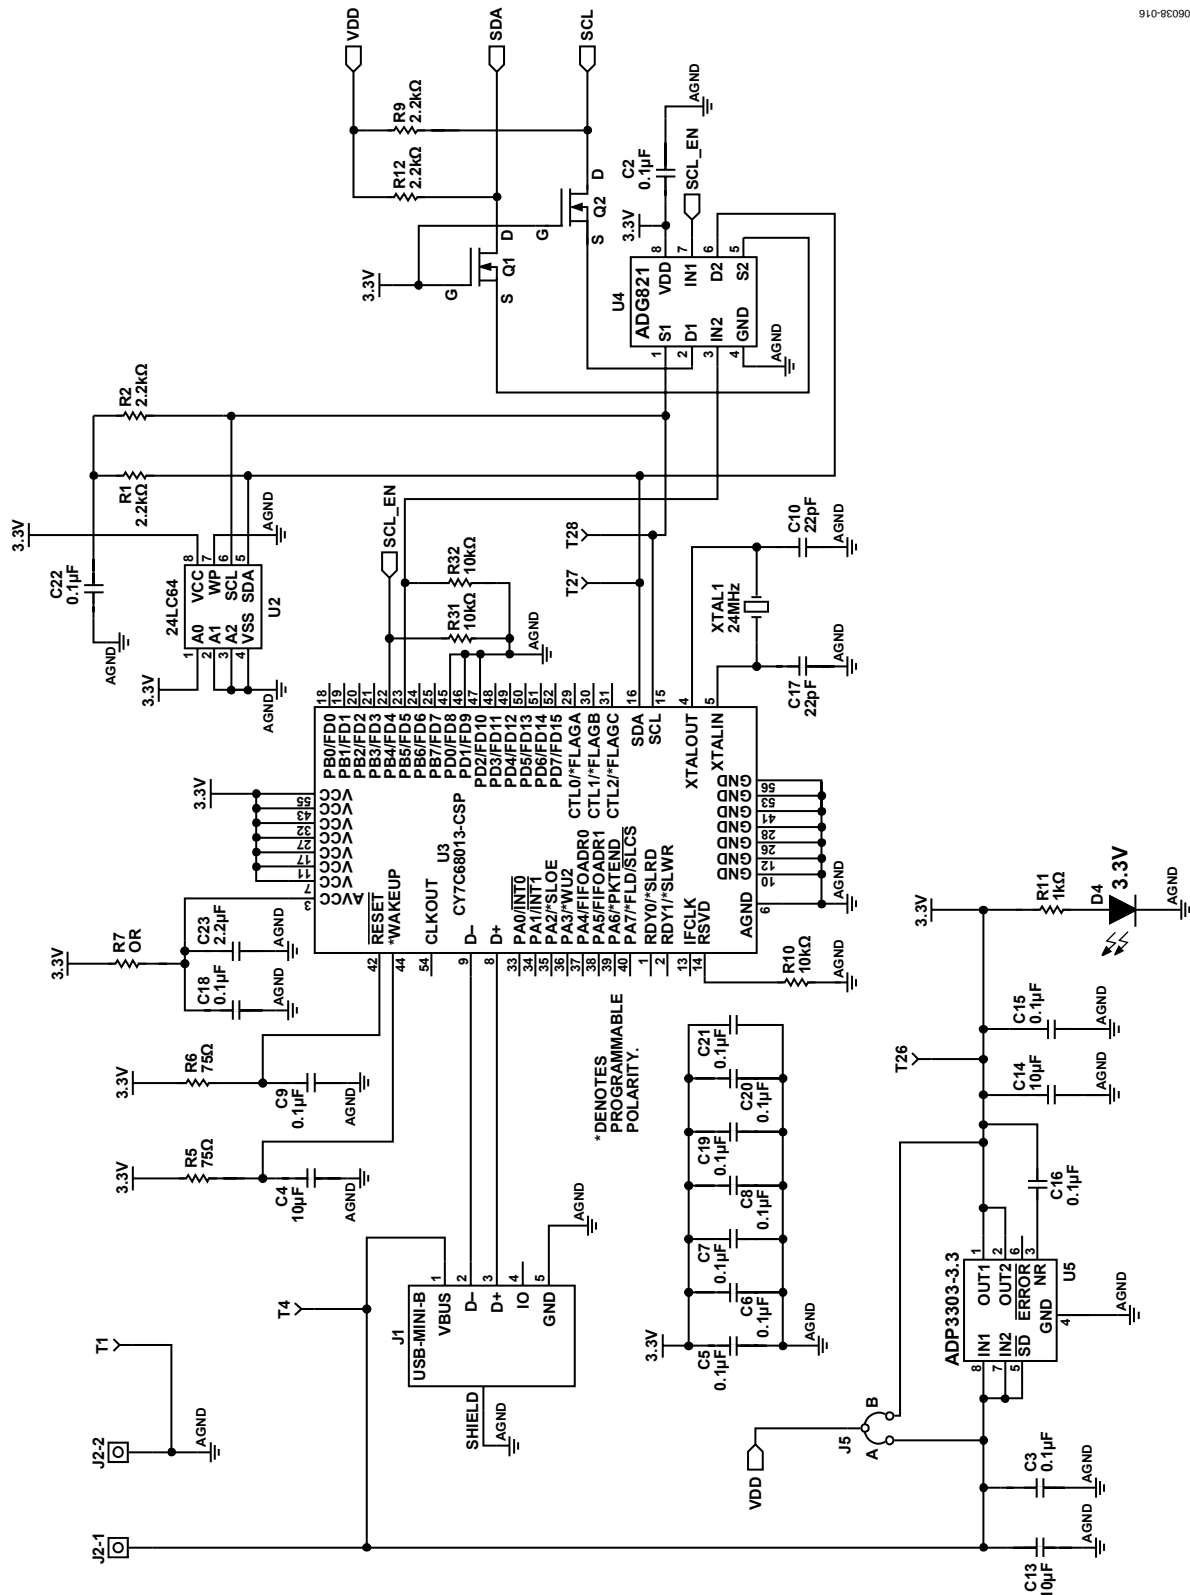 J2-1
J2-2
AGND
T1
T4
C13
10µF
AGND
C3
0.1µF
AGND
J5
A
B
VDD
ADP3303-3.3
8
IN1
7
IN2
5
SD
OUT1
1
OUT2
2
ERROR
6
NR
3
GND
4
U5
AGND
C16
0.1µF
C14
10µF
AGND
T26
C15
0.1µF
AGND
3.3V
R11
1kΩ
D4
3.3V
AGND
J1
USB-MINI-B
VBUS
1
D–
2
D+
3
IO
4
GND
5
SHIELD
AGND
AGND
3.3V
R5
75Ω
C4
10µF
AGND
3.3V
R6
75Ω
C9
0.1µF
AGND
3.3V
R7
OR
C18
0.1µF
AGND
C23
2.2µF
AGND
3.3V
C5
0.1µF
C6
0.1µF
C7
0.1µF
C8
0.1µF
C19
0.1µF
C20
0.1µF
C21
0.1µF
AGND
*DENOTES
PROGRAMMABLE
POLARITY.
3.3V
3
AVCC
7
VCC
11
VCC
17
VCC
27
VCC
32
VCC
43
VCC
55
VCC
U3
CY7C68013-CSP
42
RESET
44
*WAKEUP
54
CLKOUT
9
D–
8
D+
33
PA0/INT0
34
PA1/INT1
35
PA2/*SLOE
36
PA3/*WU2
37
PA4/FIFOADR0
38
PA5/FIFOADR1
39
PA6/*PKTEND
40
PA7/*FLD/SLCS
1
RDY0/*SLRD
2
RDY1/*SLWR
13
IFCLK
14
RSVD
R10
10kΩ
AGND
AGND
9
GND
10
GND
12
GND
26
GND
28
GND
41
GND
53
GND
56
AGND
PB0/FD0
18
PB1/FD1
19
PB2/FD2
20
PB3/FD3
21
PB4/FD4
22
PB5/FD5
23
PB6/FD6
24
PB7/FD7
25
PD0/FD8
45
PD1/FD9
46
PD2/FD10
47
PD3/FD11
48
PD4/FD12
49
PD5/FD13
50
PD6/FD14
51
PD7/FD15
52
CTL0/*FLAGA
29
CTL1/*FLAGB
30
CTL2/*FLAGC
31
SDA
16
SCL
15
XTALOUT
4
XTALIN
5
SCL_EN
R31
10kΩ
R32
10kΩ
AGND
T27
T28
XTAL1
24MHz
C17
22pF
AGND
C10
22pF
AGND
AGND
C22
0.1µF
3.3V
3.3V
24LC64
1
A0
2
A1
3
A2
4
VSS
VCC
8
WP
7
SCL
6
SDA
5
U2
AGND
AGND
R1
2.2kΩ
R2
2.2kΩ
3.3V
G
S
D
Q1
G
S
D
Q2
R12
2.2kΩ
R9
2.2kΩ
VDD
SDA
SCL
U4
ADG821
1
S1
2
D1
3
IN2
4
GND
VDD
8
IN1
7
D2
6
S2
5
AGND
3.3V
C2
0.1µF
AGND
SCL_EN
06038-016